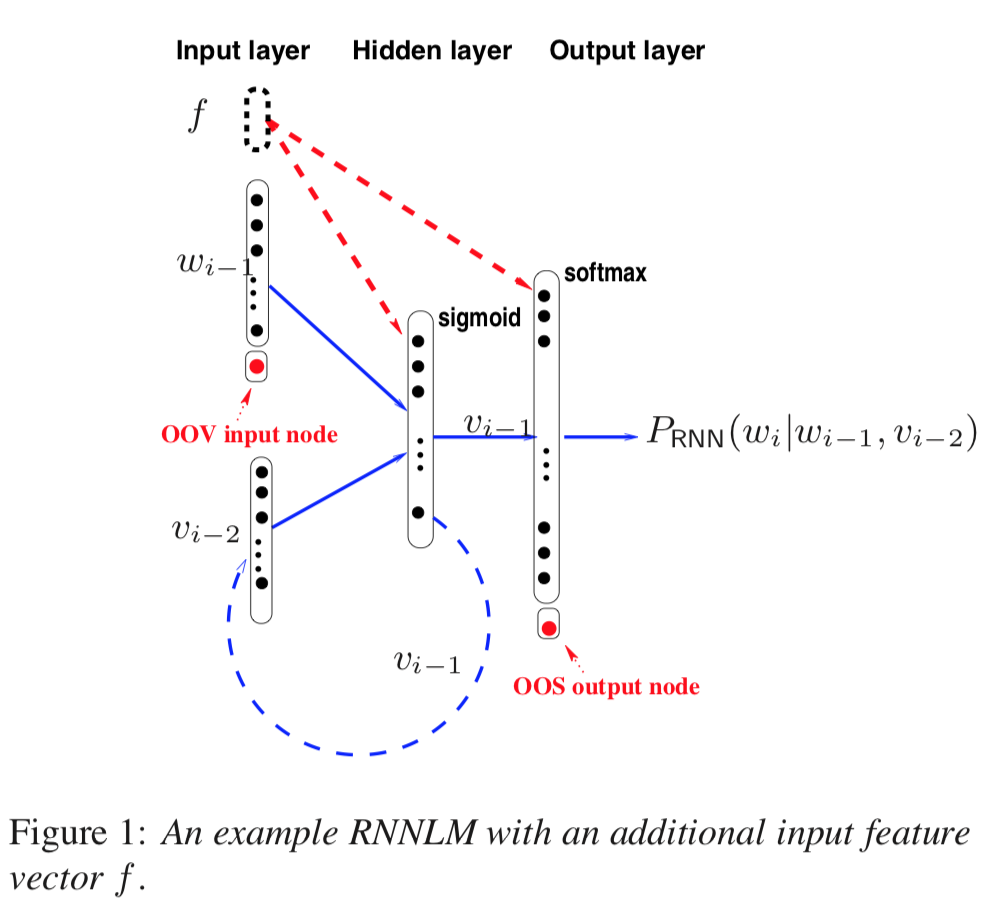 Input layer Hidden layer Output layer
f
w_{i−1}
softmax
sigmoid
OOV input node
v_{i−1}
P_{RNN}(w_i|w_{i−1}, v_{i−2})
v_{i−2}
v_{i−1}
OOS output node
Figure 1: An example RNNLM with an additional input feature
vector f.